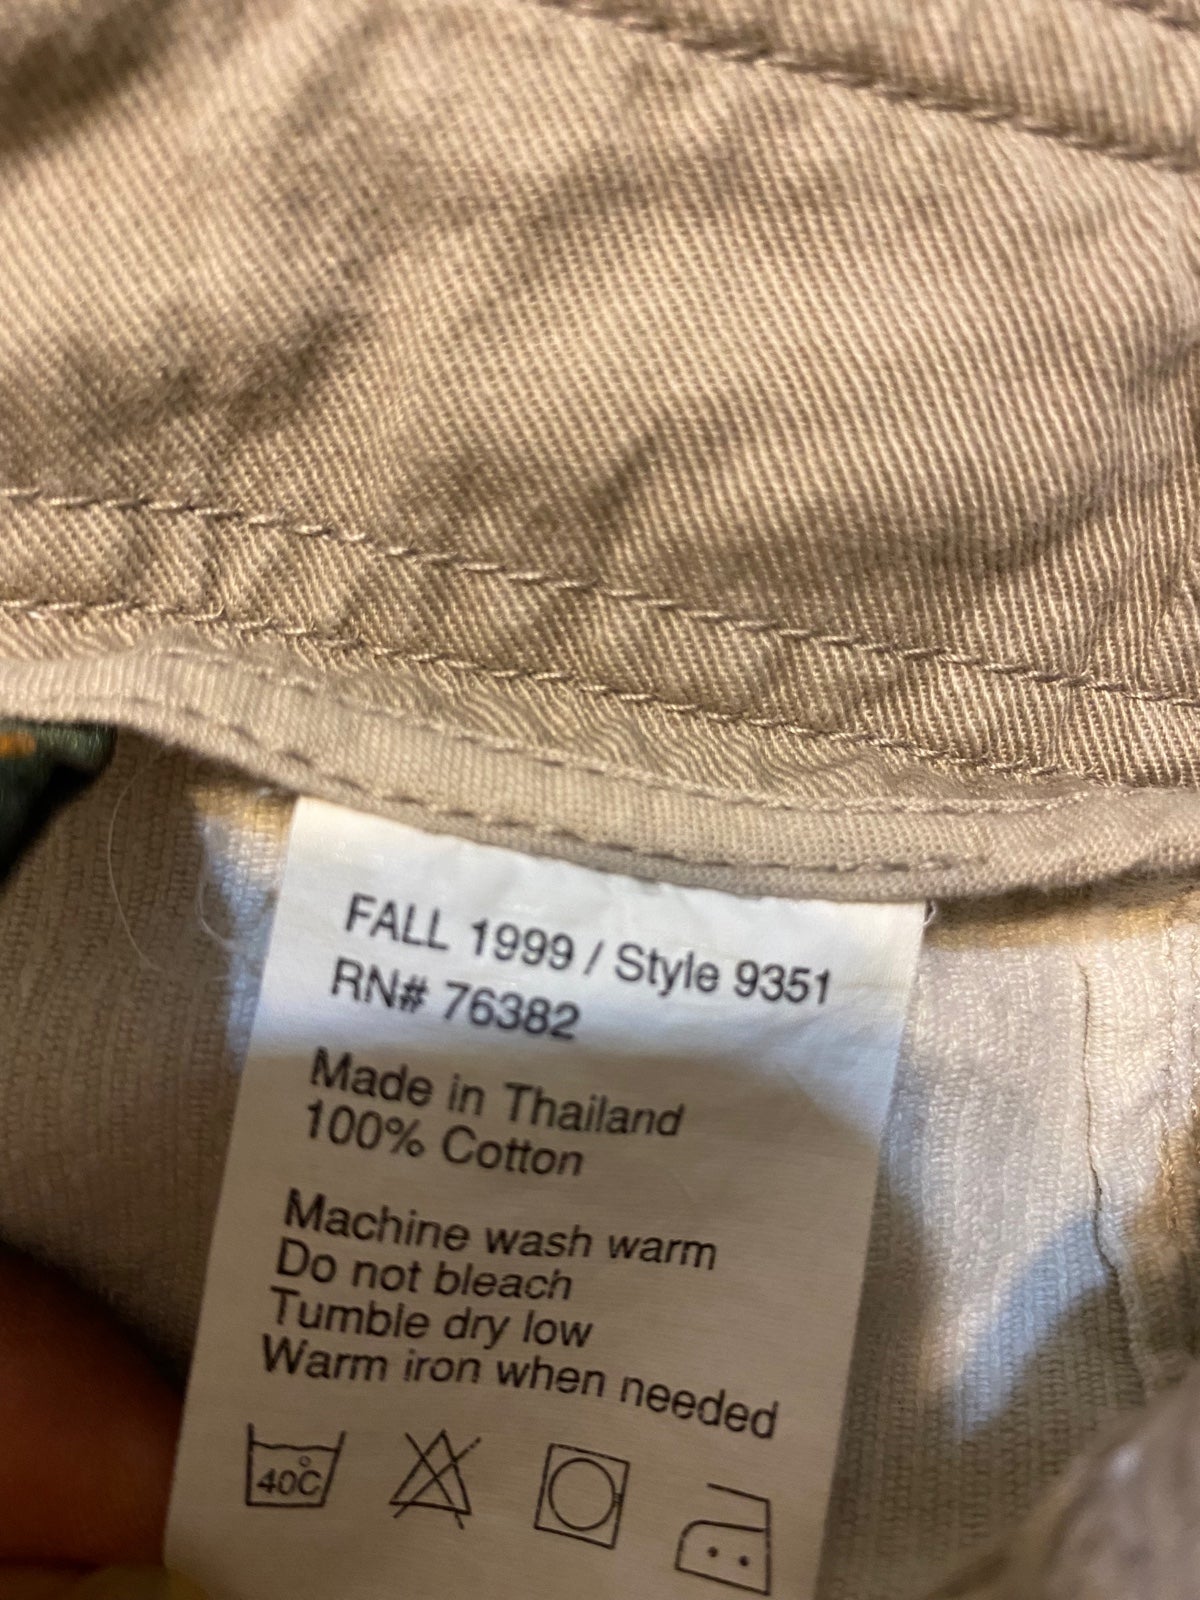 FALL 1999 / Style 9351
RN# 76382
Made in Thailand
100% Cotton
Machine wash warm
Do not bleach
Tumble dry low
Warm iron when needed
40°C